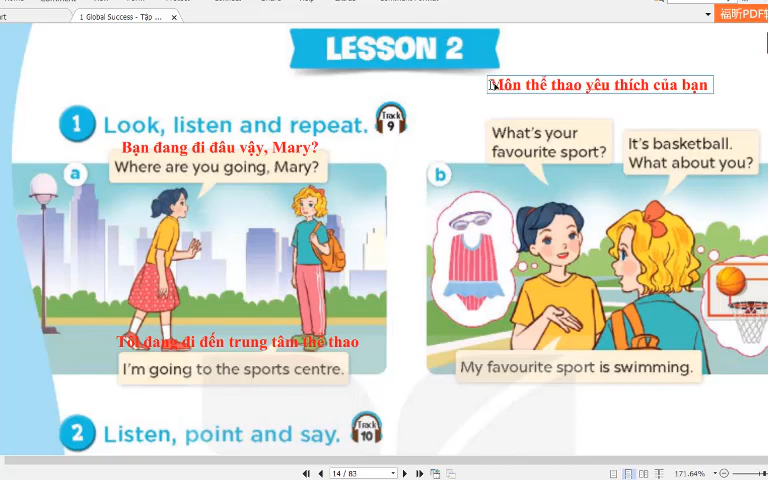 1 Global Success - Tập ...
福昕PDF
LESSON 2
Môn thể thao yêu thích của bạn
1 Look, listen and repeat.
Track
9
Bạn đang đi đâu vậy, Mary?
a
Where are you going, Mary?
Tôi đang đi đến trung tâm thể thao
I'm going to the sports centre.
b
What's your
favourite sport?
It's basketball.
What about you?
My favourite sport is swimming.
2 Listen, point and say.
Track
10
14 / 83
171.64%